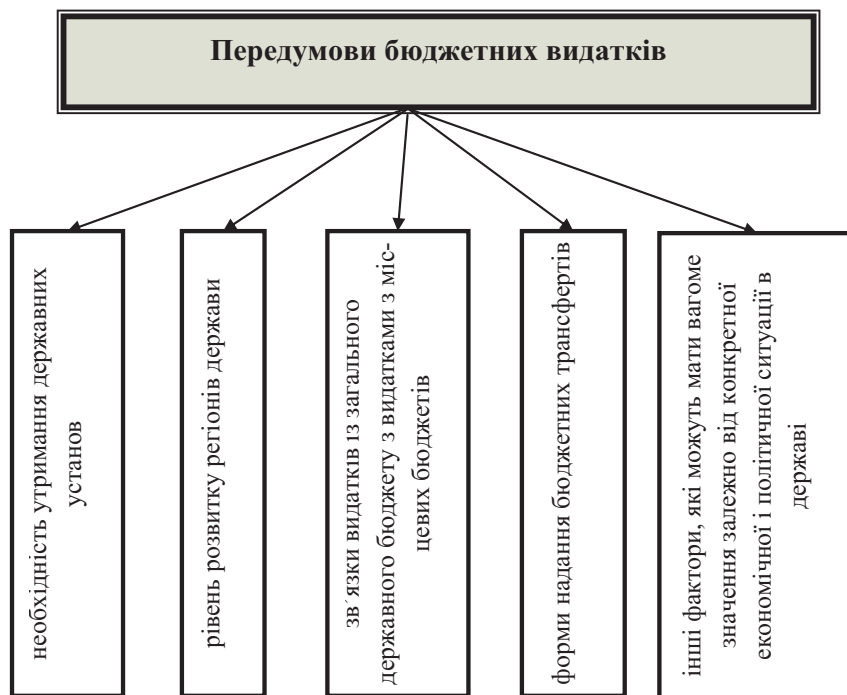 Передумови бюджетних видатків
необхідність утримання державних
установ
рівень розвитку регіонів держави
зв´язки видатків із загального
державного бюджету з видатками з міс-
цевих бюджетів
форми надання бюджетних трансфертів
інші фактори, які можуть мати вагоме
значення залежно від конкретної
економічної і політичної ситуації в
державі